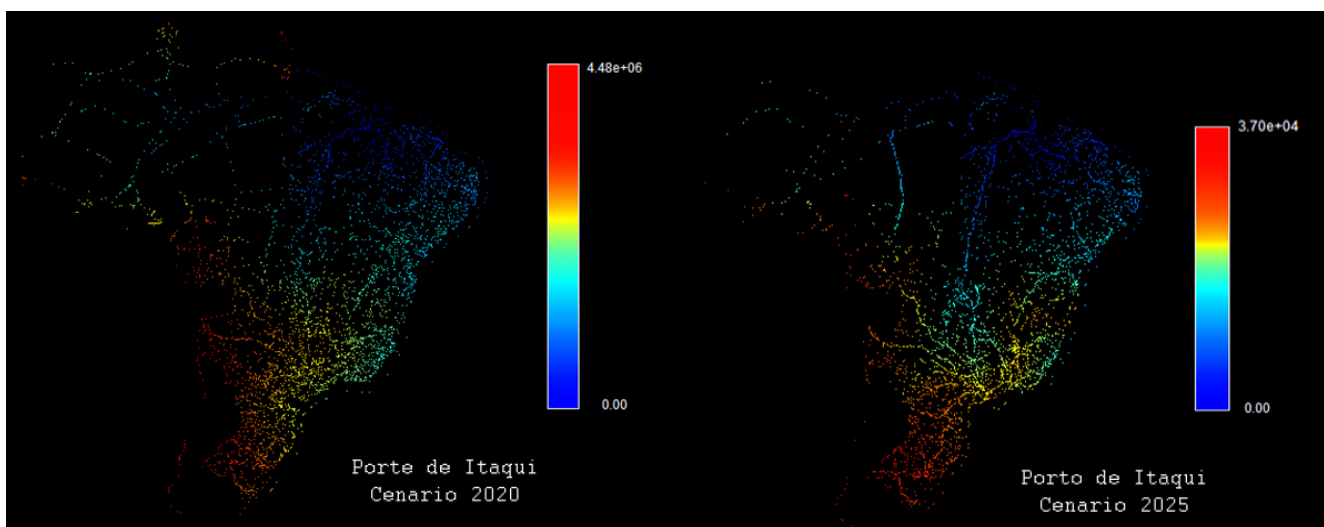 4.48e+06
0.00
Porte de Itaqui
Cenario 2020
3.70e+04
0.00
Porto de Itaqui
Cenario 2025